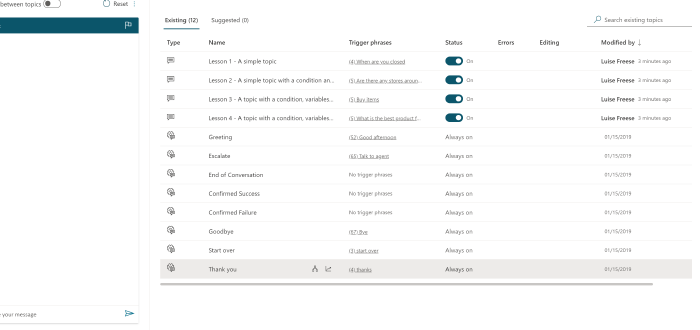 between topics Reset
Existing (12) Suggested (0) Search existing topics
Type Name Trigger phrases Status Errors Editing Modified by ↓
Lesson 1 - A simple topic (4) When are you closed On Luise Freese 3 minutes ago
Lesson 2 - A simple topic with a condition an... (5) Are there any stores aroun... On Luise Freese 3 minutes ago
Lesson 3 - A topic with a condition, variables... (5) Buy items On Luise Freese 3 minutes ago
Lesson 4 - A topic with a condition, variables... (5) What is the best product f... On Luise Freese 3 minutes ago
Greeting (52) Good afternoon Always on 01/15/2019
Escalate (65) Talk to agent Always on 01/15/2019
End of Conversation No trigger phrases Always on 01/15/2019
Confirmed Success No trigger phrases Always on 01/15/2019
Confirmed Failure No trigger phrases Always on 01/15/2019
Goodbye (67) Bye Always on 01/15/2019
Start over (3) start over Always on 01/15/2019
Thank you (4) thanks Always on 01/15/2019
your message